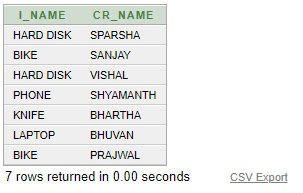 I_NAME CR_NAME
HARD DISK SPARSHA
BIKE SANJAY
HARD DISK VISHAL
PHONE SHYAMANTH
KNIFE BHARTHA
LAPTOP BHUVAN
BIKE PRAJWAL
7 rows returned in 0.00 seconds CSV Export